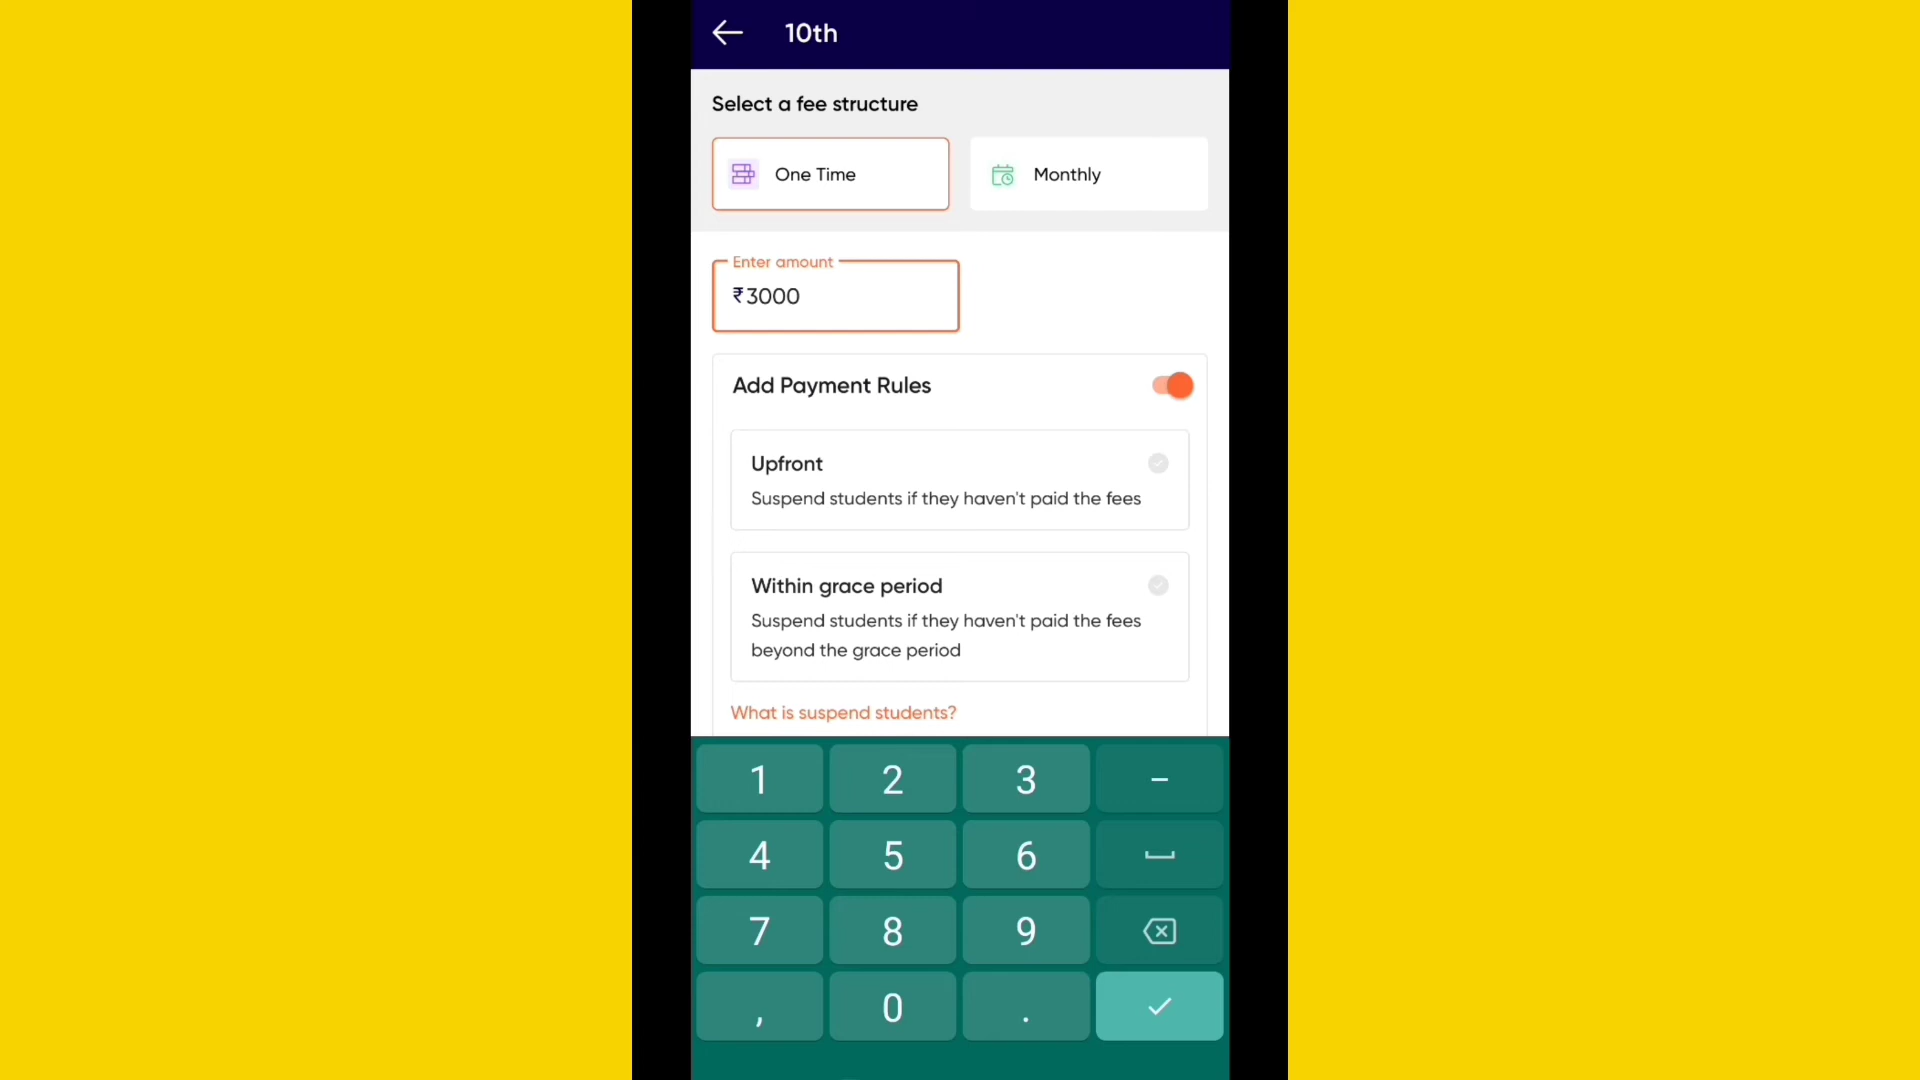 10th
Select a fee structure
One Time
Monthly
Enter amount
₹3000
Add Payment Rules
Upfront
Suspend students if they haven't paid the fees
Within grace period
Suspend students if they haven't paid the fees
beyond the grace period
What is suspend students?
1 2 3 –
4 5 6
7 8 9
, 0 .